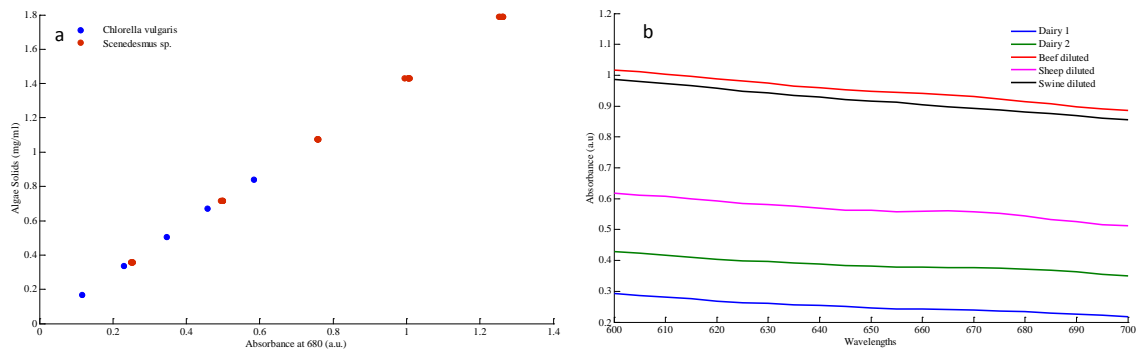 a
Chlorella vulgaris
Scenedesmus sp.
1.8
1.6
1.4
1.2
1
0.8
0.6
0.4
0.2
0
Algae Solids (mg/ml)
0 0.2 0.4 0.6 0.8 1 1.2 1.4
Absorbance at 680 (a.u.)
b
Dairy 1
Dairy 2
Beef diluted
Sheep diluted
Swine diluted
1.2
1.1
1
0.9
0.8
0.7
0.6
0.5
0.4
0.3
0.2
Absorbance (a.u)
600 610 620 630 640 650 660 670 680 690 700
Wavelengths